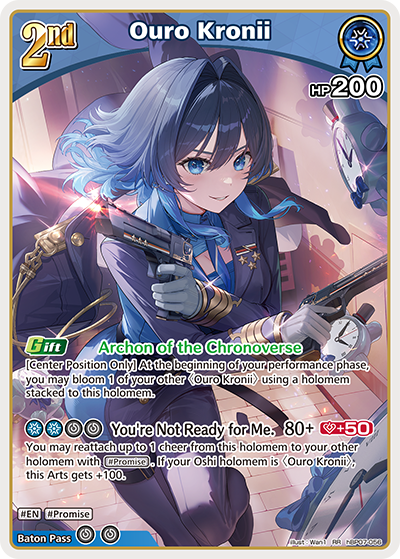 2nd
Ouro Kronii
HP200
Gift Archon of the Chronoverse
[Center Position Only] At the beginning of your performance phase,
you may bloom 1 of your other 〈Ouro Kronii〉 using a holomem
stacked to this holomem.
You're Not Ready for Me. 80+ +50
You may reattach up to 1 cheer from this holomem to your other
holomem with #Promise. If your Oshi holomem is 〈Ouro Kronii〉,
this Arts gets +100.
#EN #Promise
Baton Pass
illust: Wan1 RR hBP07-056